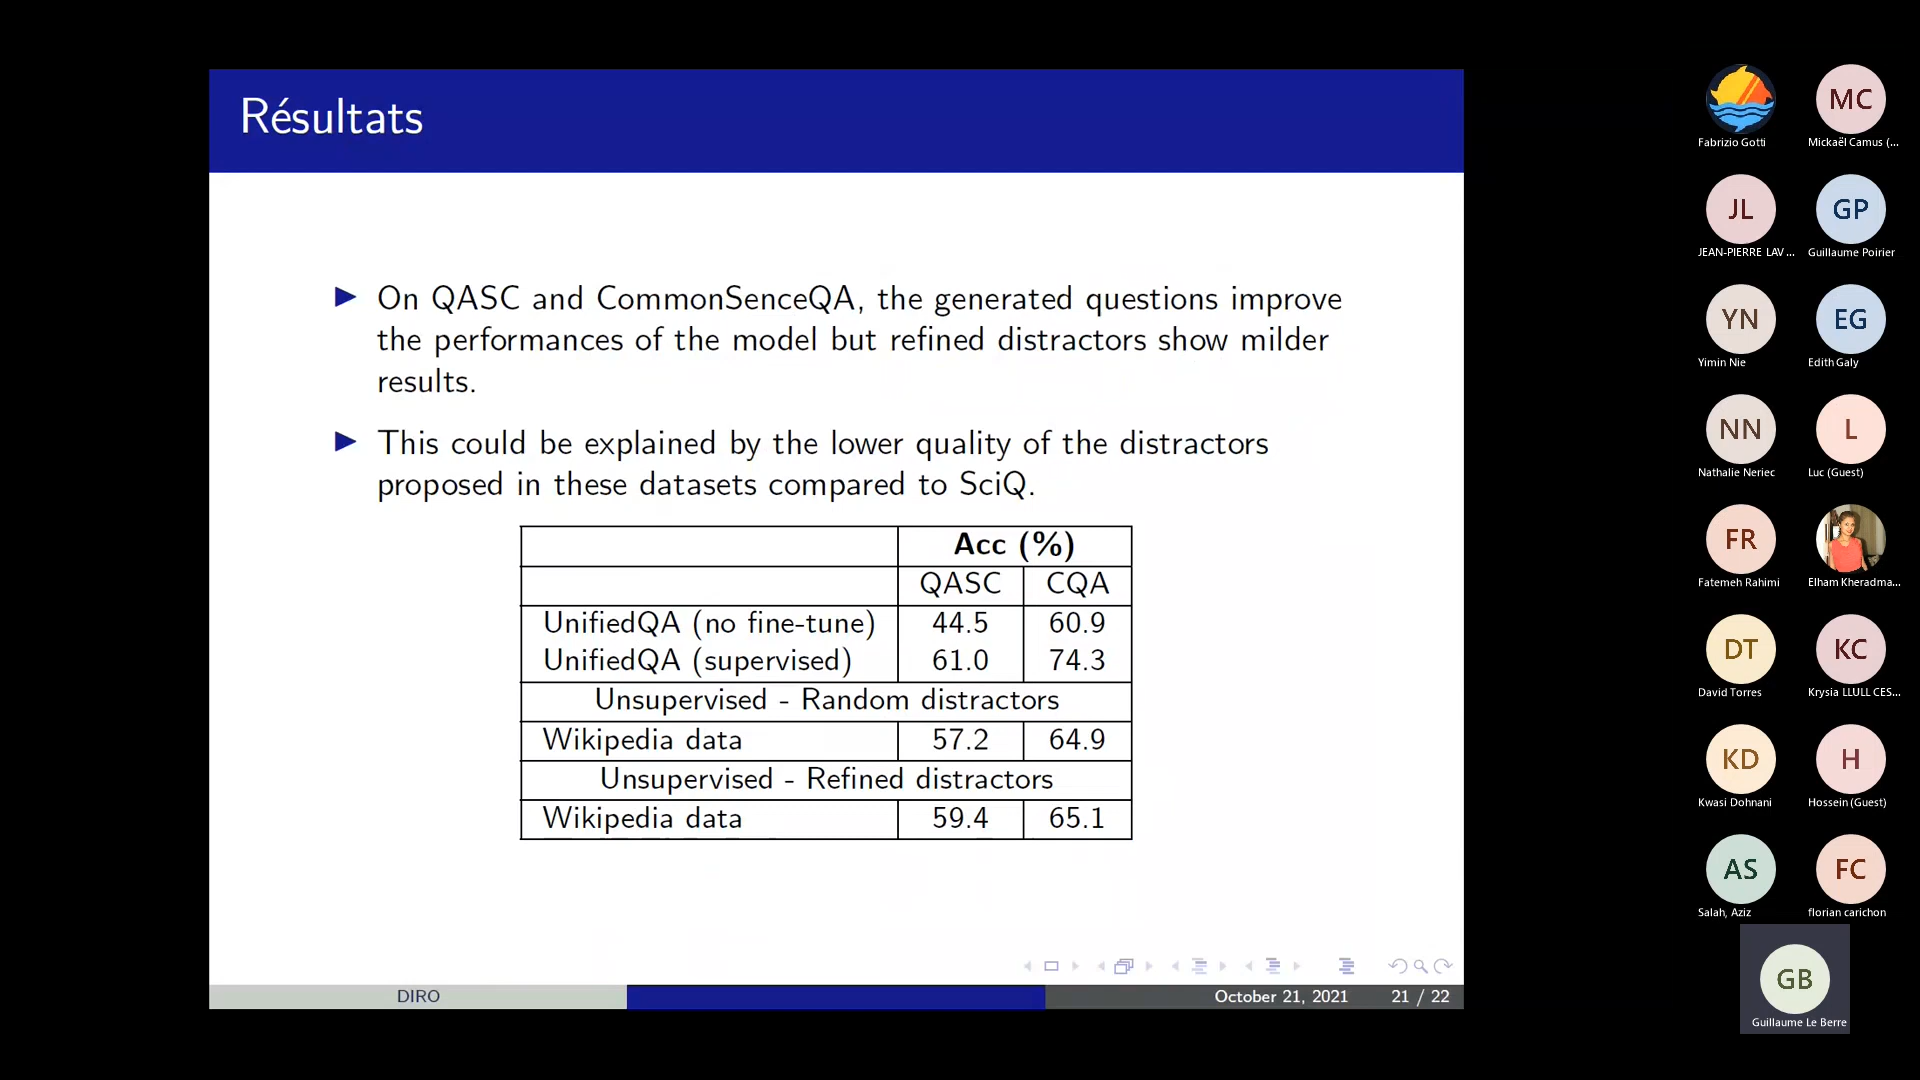 Résultats
On QASC and CommonSenceQA, the generated questions improve
the performances of the model but refined distractors show milder
results.
This could be explained by the lower quality of the distractors
proposed in these datasets compared to SciQ.
Acc (%)
QASC CQA
UnifiedQA (no fine-tune) 44.5 60.9
UnifiedQA (supervised) 61.0 74.3
Unsupervised - Random distractors
Wikipedia data 57.2 64.9
Unsupervised - Refined distractors
Wikipedia data 59.4 65.1
DIRO October 21, 2021 21 / 22
MC
Fabrizio Gotti Mickaël Camus (...
JL GP
JEAN-PIERRE LAV... Guillaume Poirier
YN EG
Yimin Nie Edith Galy
NN L
Nathalie Neriec Luc (Guest)
FR
Fatemeh Rahimi Elham Kheradma...
DT KC
David Torres Krysia LLULL CES...
KD H
Kwasi Dohnani Hossein (Guest)
AS FC
Salah, Aziz florian carichon
GB
Guillaume Le Berre